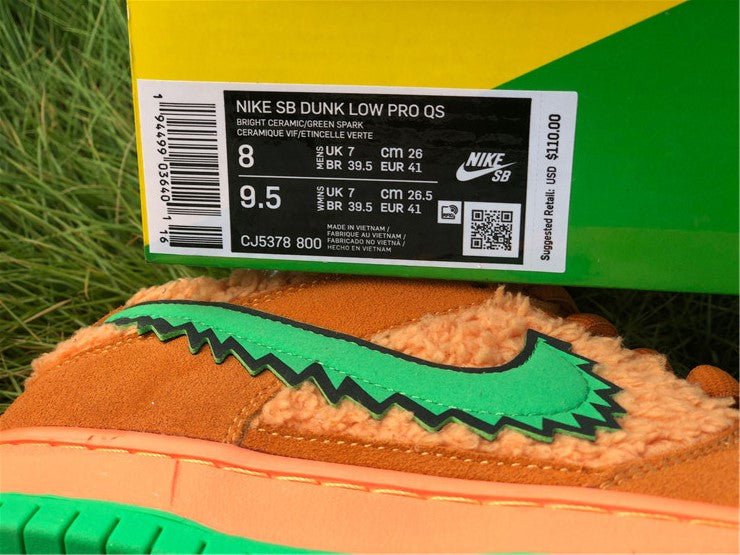 NIKE SB DUNK LOW PRO QS
BRIGHT CERAMIC/GREEN SPARK
CERAMIQUE VIF/ETINCELLE VERTE
8 MENS UK 7 cm 26
BR 39.5 EUR 41
9.5 WMNS UK 7 cm 26.5
BR 39.5 EUR 41
NIKE
SB
MADE IN VIETNAM /
FABRIQUE AU VIETNAM /
FABRICADO NO VIETNÃ /
HECHO EN VIETNAM
CJ5378 800
1 94499 03640 1 16
Suggested Retail: USD $110.00